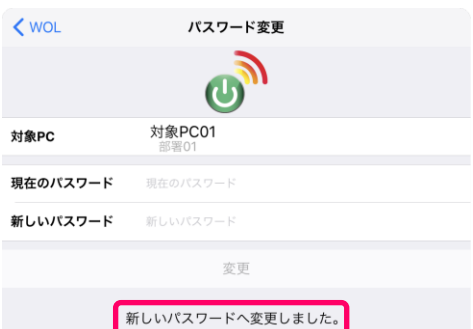 WOL パスワード変更
対象PC 対象PC01
部署01
現在のパスワード 現在のパスワード
新しいパスワード 新しいパスワード
変更
新しいパスワードへ変更しました。